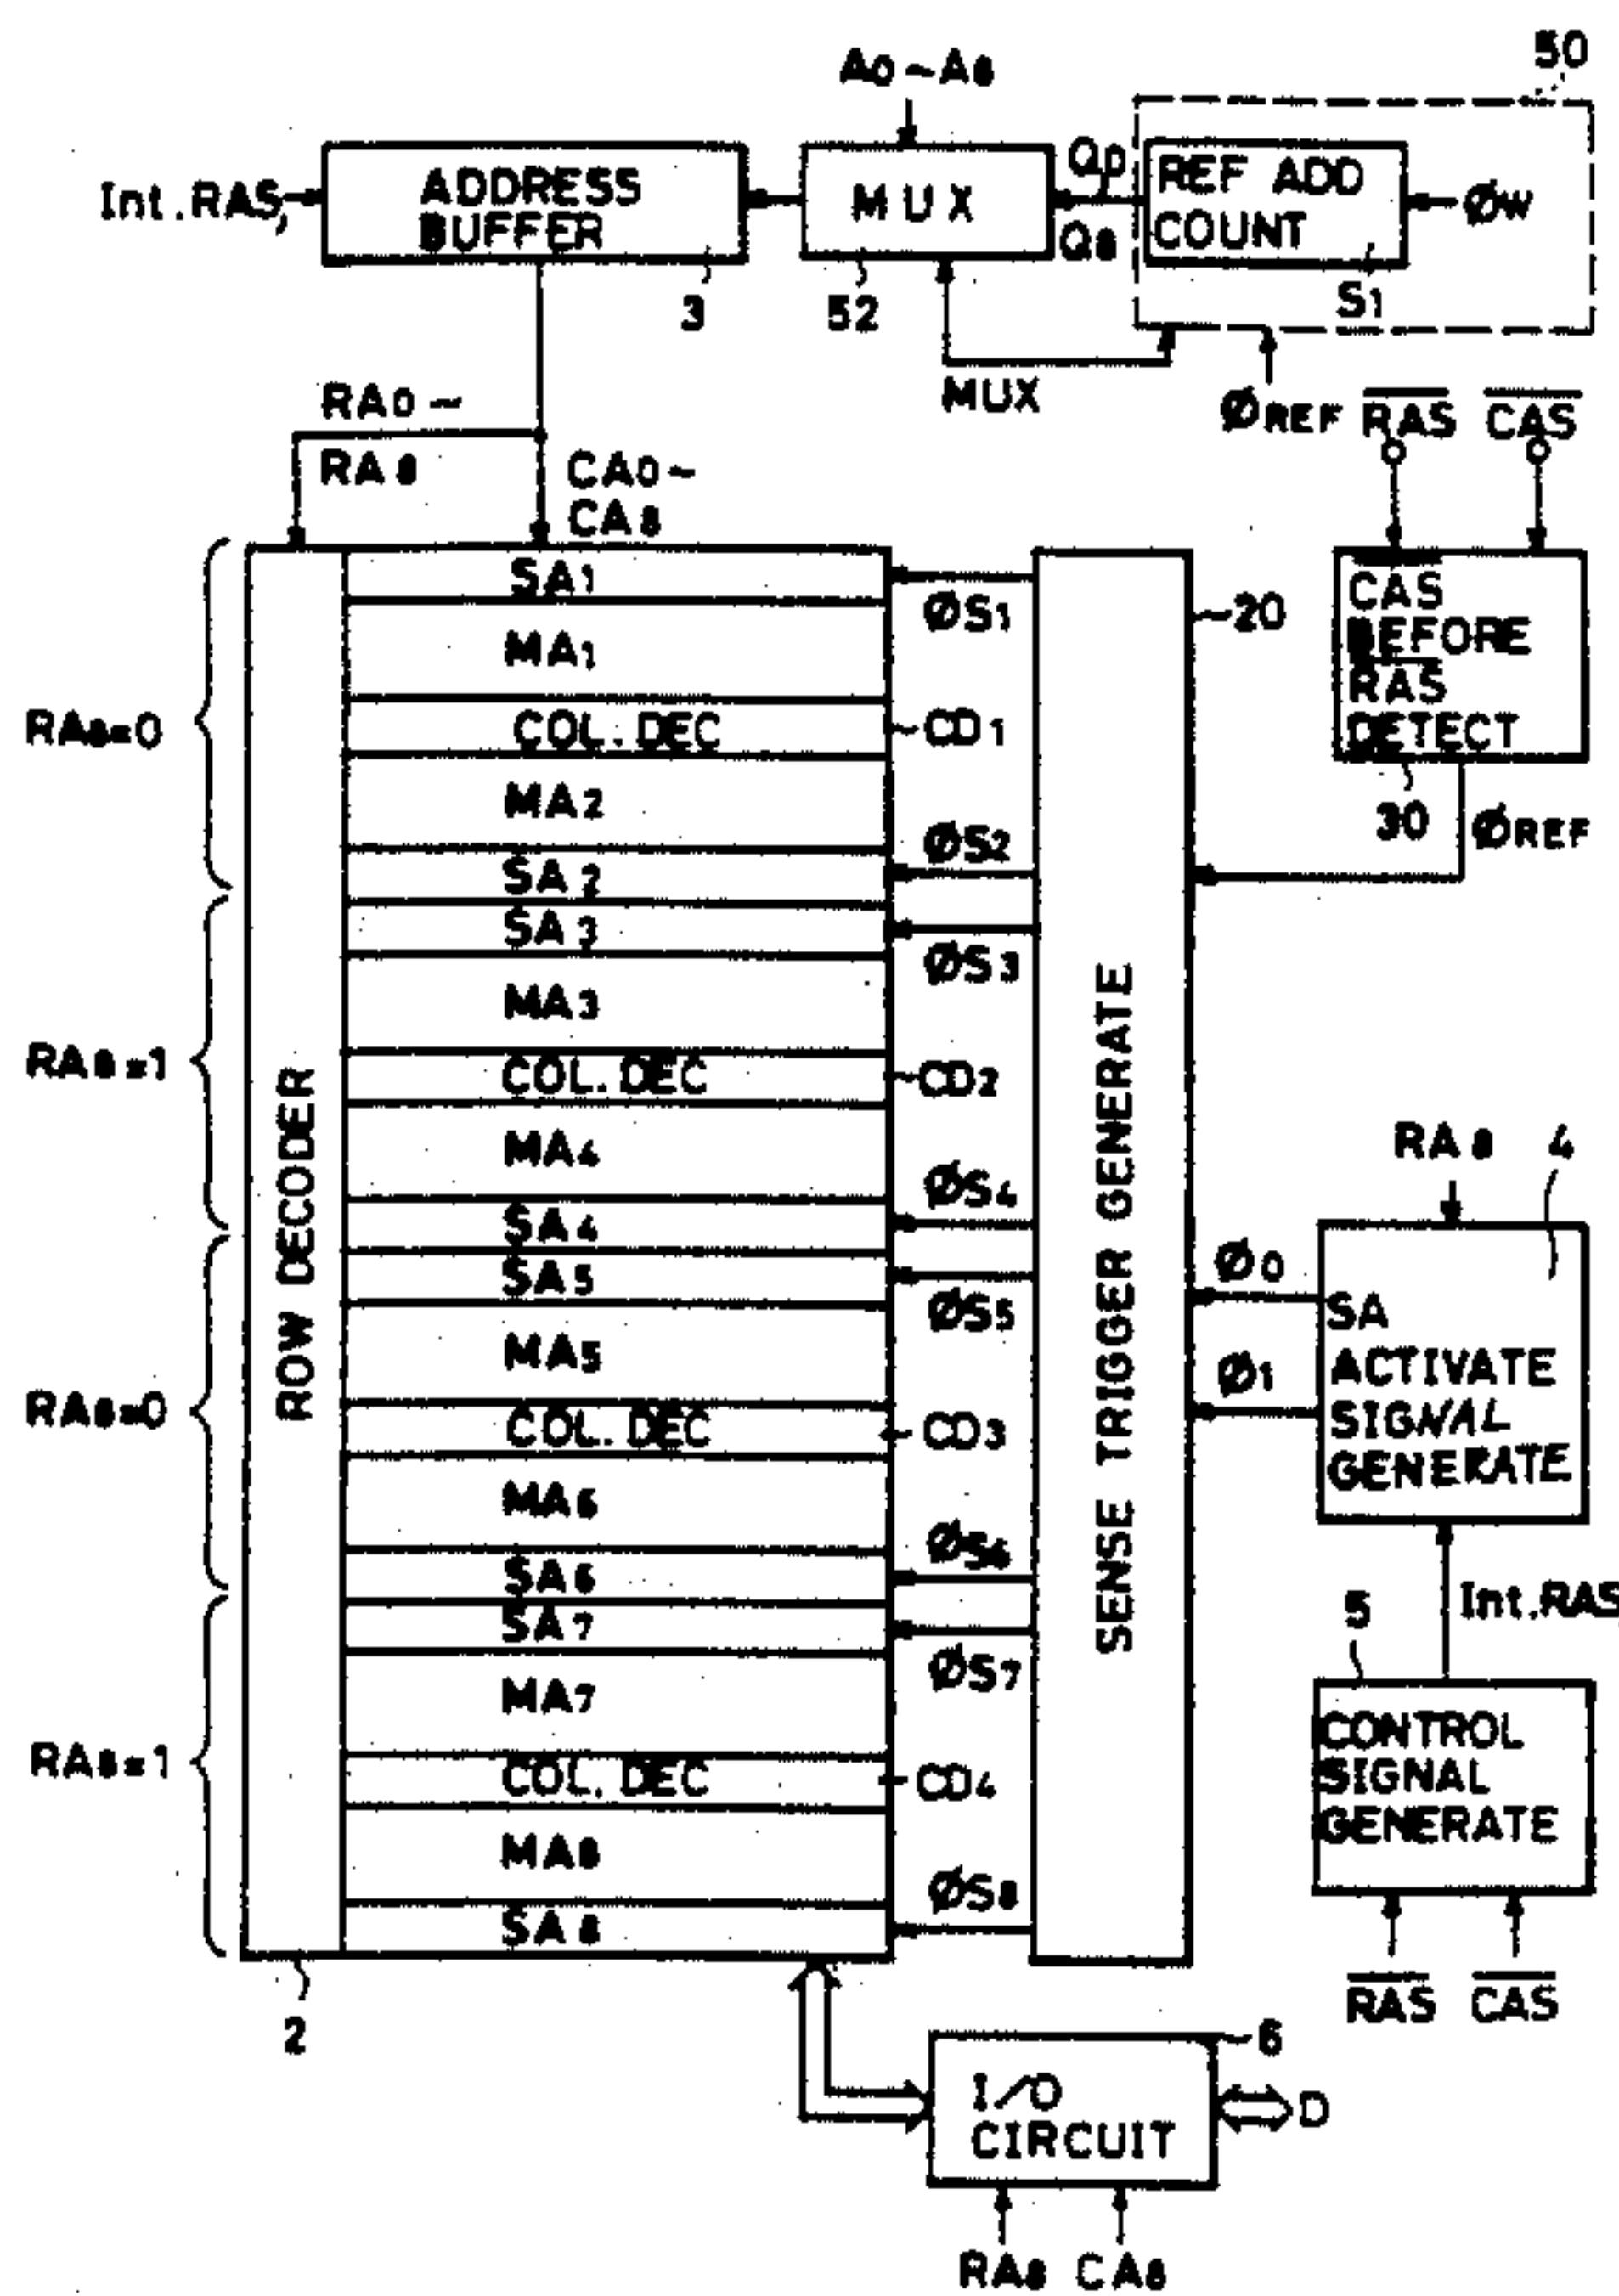 50
A0~A8
Int.RAS,
ADDRESS
BUFFER
MUX
QD
Q8
REF ADD
COUNT
ØW
3
52
S1
MUX
ØREF
RAS
CAS
RA0~
RA8
CA0~
CA8
SA1
ØS1
20
CAS
BEFORE
RAS
DETECT
MA1
RA8=0
COL.DEC
CD1
MA2
30
ØREF
ØS2
SA2
SA3
ØS3
MA3
RA8=1
COL.DEC
CD2
MA4
ØS4
SA4
SA5
ØS5
MA5
RA8=0
COL.DEC
CD3
MA6
ØS6
SA6
SA7
ØS7
MA7
RA8=1
COL.DEC
CD4
MA8
ØS8
SA8
ROW DECODER
SENSE TRIGGER GENERATE
RA8
4
Ø0
Ø1
SA
ACTIVATE
SIGNAL
GENERATE
5
Int.RAS
CONTROL
SIGNAL
GENERATE
RAS
CAS
2
6
I/O
CIRCUIT
D
RA8
CA8